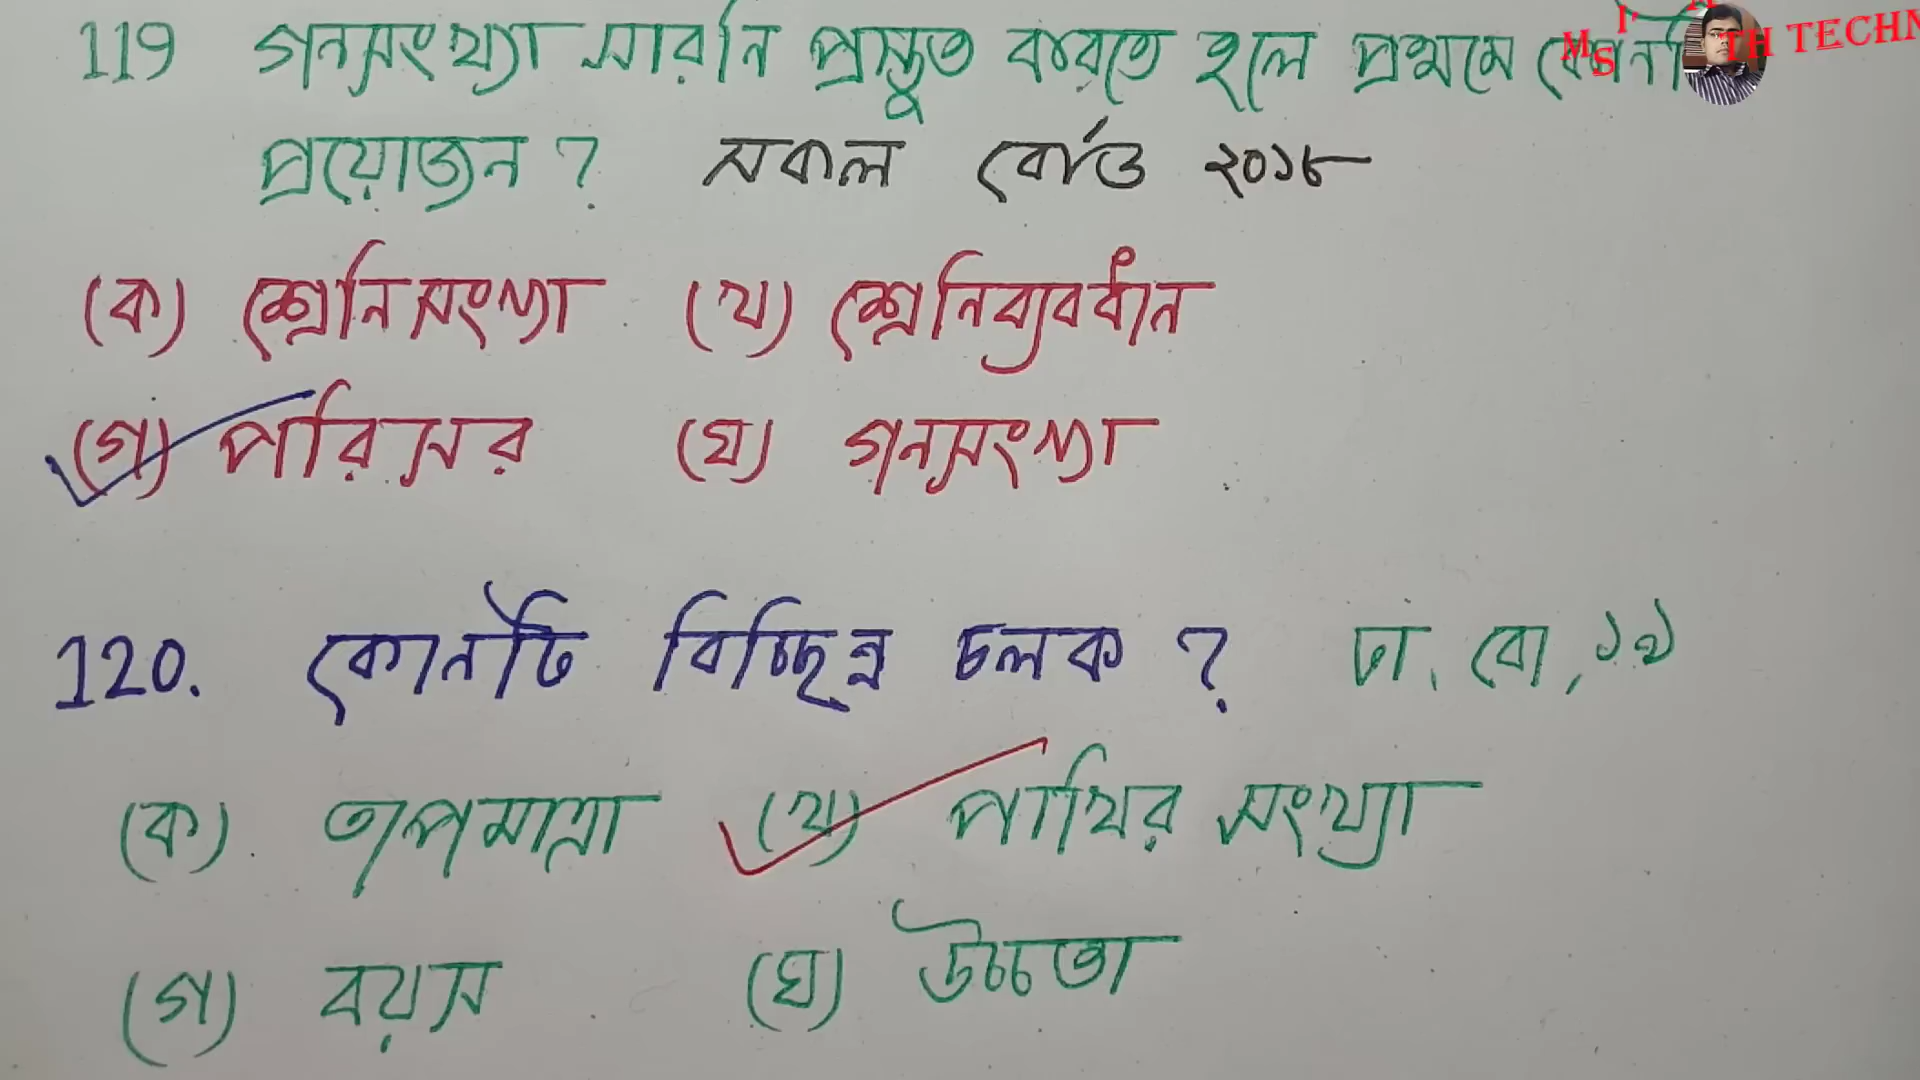 119 গনসংখ্যা সারনি প্রস্তুত করতে হলে প্রথমে কোনটি
প্রয়োজন ? সকল বোর্ড ২০১৮
(ক) শ্রেনিসংখ্যা (খ) শ্রেনিব্যবধান
(গ) পরিসর (ঘ) গনসংখ্যা
120. কোনটি বিচ্ছিন্ন চলক ? ঢা. বো, ১৯
(ক) তাপমাত্রা (খ) পাখির সংখ্যা
(গ) বয়স (ঘ) উচ্চতা
TH TECHN